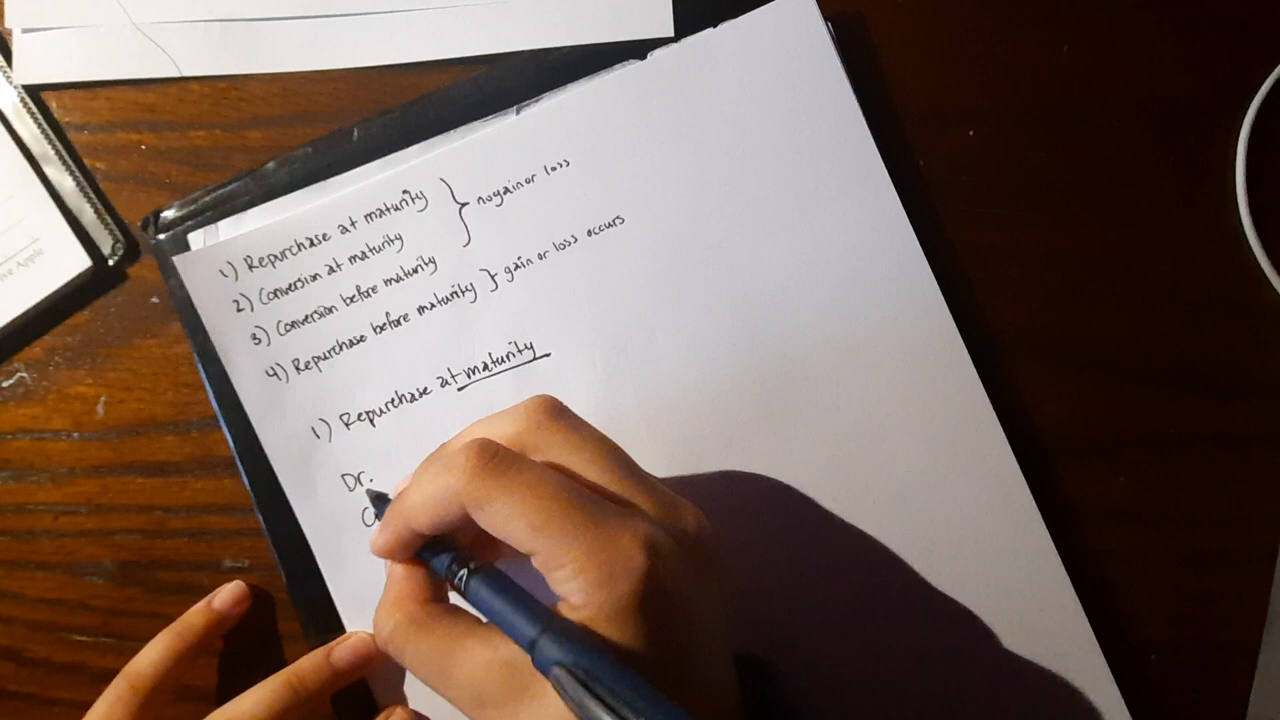 1) Repurchase at maturity
2) Conversion at maturity
3) Conversion before maturity
} no gain or loss
4) Repurchase before maturity } gain or loss occurs
1) Repurchase at maturity
Dr.
C
Apple